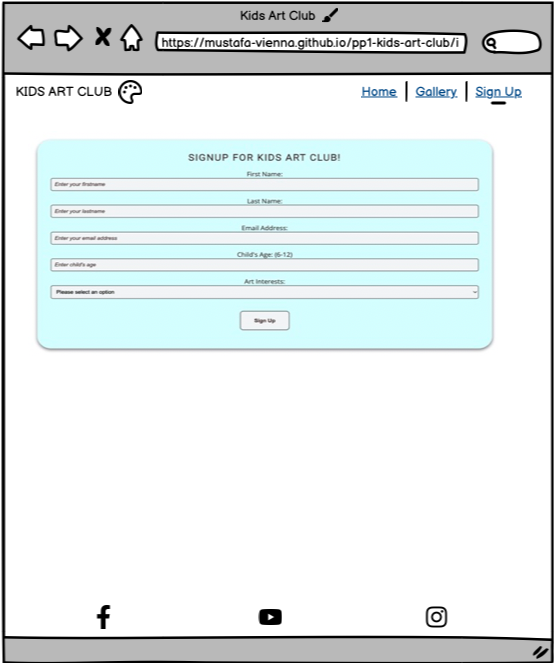 Kids Art Club
https://mustafa-vienna.github.io/pp1-kids-art-club/i
KIDS ART CLUB
Home
Gallery
Sign Up
SIGNUP FOR KIDS ART CLUB!
First Name:
Enter your firstname
Last Name:
Enter your lastname
Email Address:
Enter your email address
Child's Age: (6-12)
Enter child's age
Art Interests:
Please select an option
Sign Up